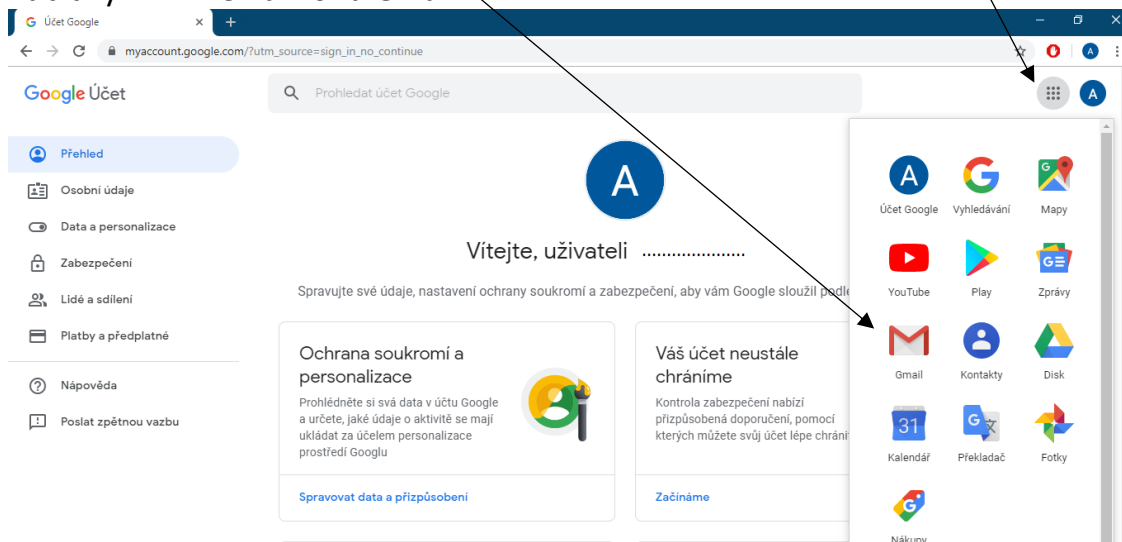 Účet Google
myaccount.google.com/?utm_source=sign_in_no_continue
Google Účet
Prohledat účet Google
A
Přehled
Osobní údaje
Data a personalizace
Zabezpečení
Lidé a sdílení
Platby a předplatné
Nápověda
Poslat zpětnou vazbu
A
Vítejte, uživateli ......................
Spravujte své údaje, nastavení ochrany soukromí a zabezpečení, aby vám Google sloužil podle
Ochrana soukromí a
personalizace
Prohlédněte si svá data v účtu Google
a určete, jaké údaje o aktivitě se mají
ukládat za účelem personalizace
prostředí Googlu
Spravovat data a přizpůsobení
Váš účet neustále
chráníme
Kontrola zabezpečení nabízí
přizpůsobená doporučení, pomocí
kterých můžete svůj účet lépe chránit
Začínáme
A
Účet Google Vyhledávání Mapy
YouTube Play Zprávy
Gmail Kontakty Disk
31
Kalendář Překladač Fotky
Nákupy